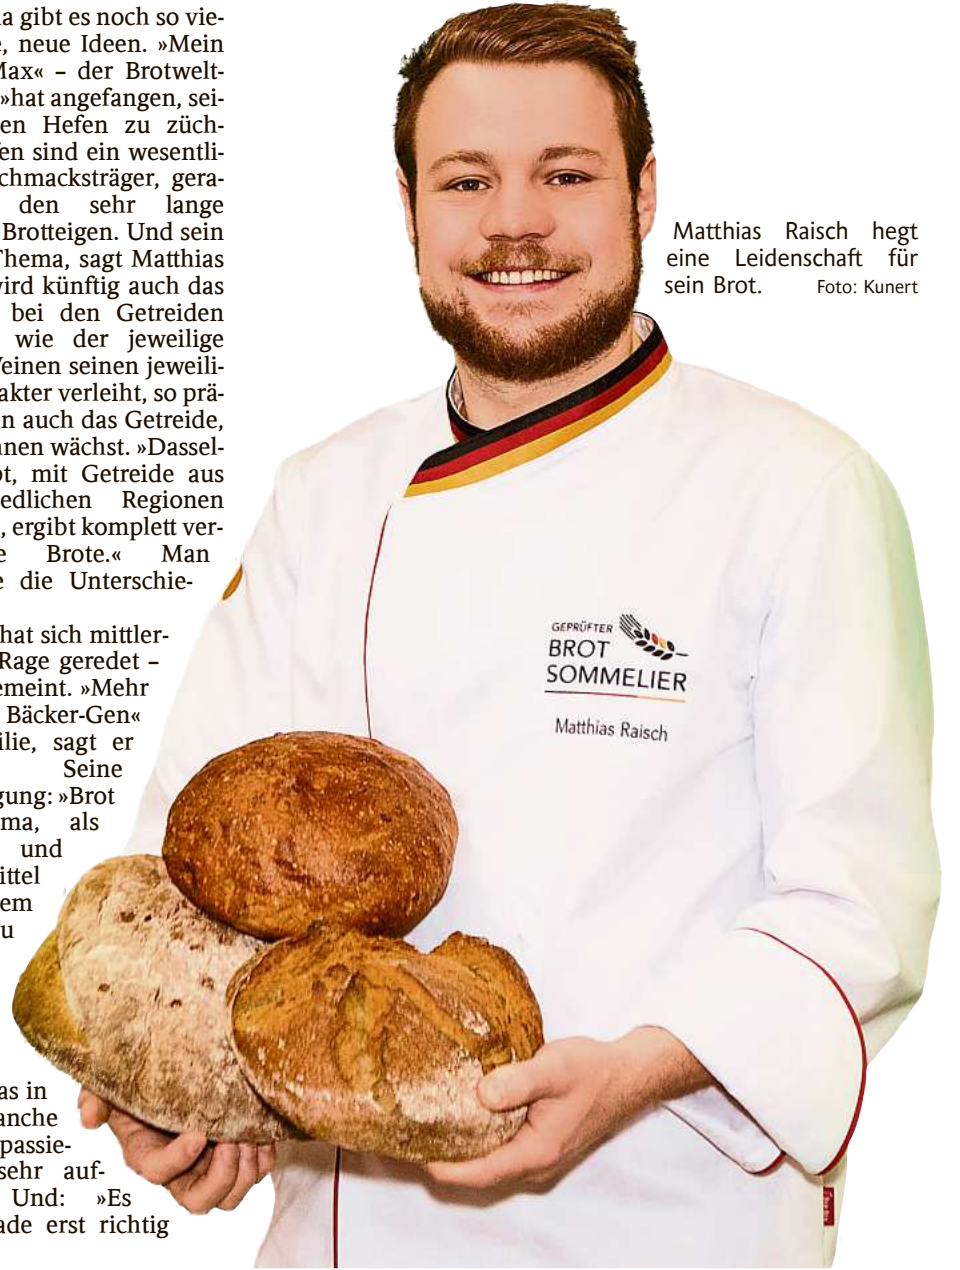 a gibt es noch so vie-
, neue Ideen. »Mein
Max« – der Brotwelt-
»hat angefangen, sei-
en Hefen zu züch-
fen sind ein wesentli-
chmacksträger, gera-
den sehr lange
Brotteigen. Und sein
Thema, sagt Matthias
wird künftig auch das
bei den Getreiden
wie der jeweilige
Weinen seinen jeweili-
akter verleiht, so prä-
n auch das Getreide,
nnen wächst. »Dassel-
ot, mit Getreide aus
edlichen Regionen
, ergibt komplett ver-
e Brote.« Man
e die Unterschie-
hat sich mittler-
Rage geredet –
emeint. »Mehr
Bäcker-Gen«
ilie, sagt er
Seine
gung: »Brot
ma, als
und
ittel
em
u
as in
anche
passie-
sehr auf-
Und: »Es
ade erst richtig
Matthias Raisch hegt
eine Leidenschaft für
sein Brot. Foto: Kunert
GEPRÜFTER
BROT
SOMMELIER
Matthias Raisch